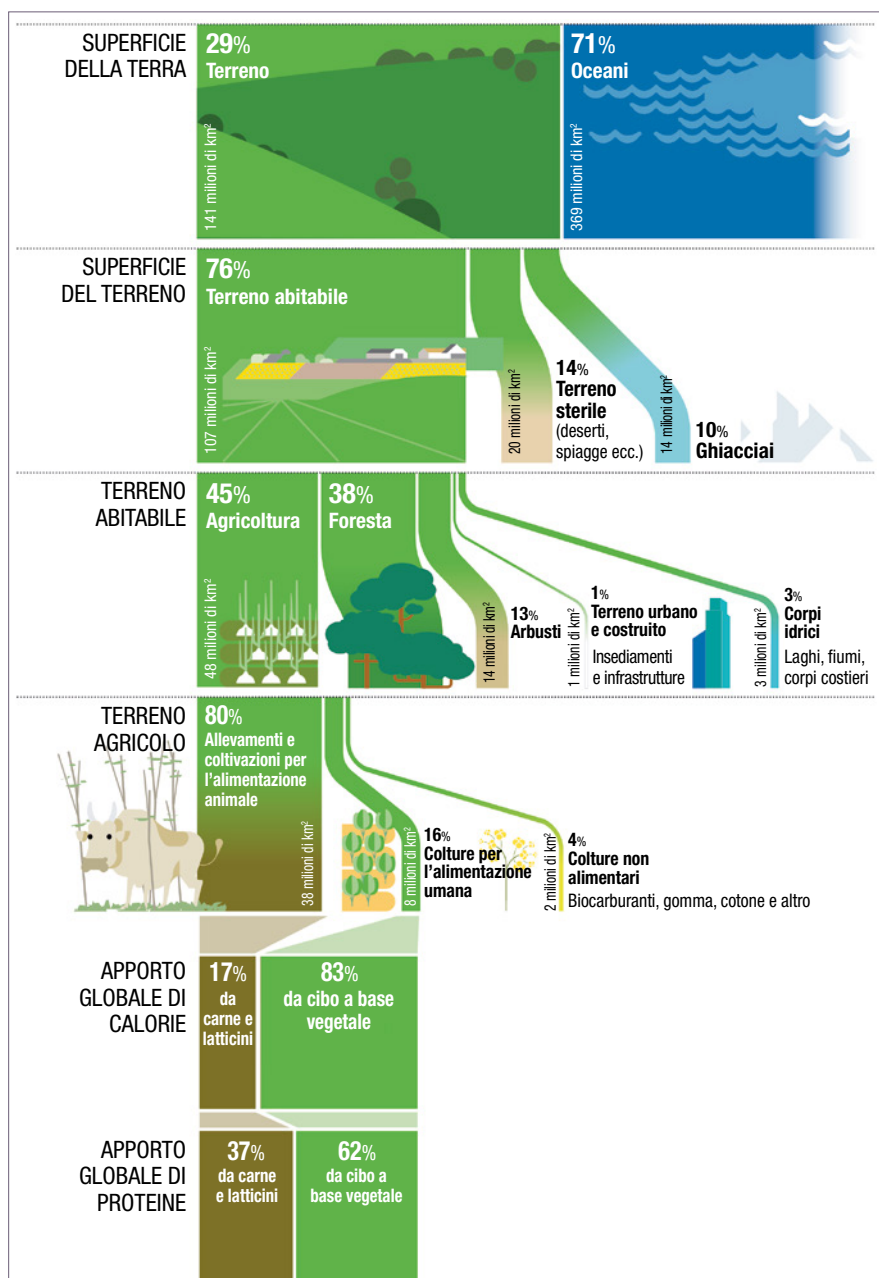 SUPERFICIE
DELLA TERRA
29%
Terreno
141 milioni di km²
71%
Oceani
369 milioni di km²
SUPERFICIE
DEL TERRENO
76%
Terreno abitabile
107 milioni di km²
20 milioni di km²
14%
Terreno
sterile
(deserti,
spiagge ecc.)
14 milioni di km²
10%
Ghiacciai
TERRENO
ABITABILE
45%
Agricoltura
48 milioni di km²
38%
Foresta
14 milioni di km²
13%
Arbusti
1 milioni di km²
1%
Terreno urbano
e costruito
Insediamenti
e infrastrutture
3 milioni di km²
3%
Corpi
idrici
Laghi, fiumi,
corpi costieri
TERRENO
AGRICOLO
80%
Allevamenti e
coltivazioni per
l'alimentazione
animale
38 milioni di km²
8 milioni di km²
16%
Colture per
l'alimentazione
umana
2 milioni di km²
4%
Colture non
alimentari
Biocarburanti, gomma, cotone e altro
APPORTO
GLOBALE DI
CALORIE
17%
da
carne e
latticini
83%
da cibo a base
vegetale
APPORTO
GLOBALE DI
PROTEINE
37%
da carne
e latticini
62%
da cibo a
base vegetale